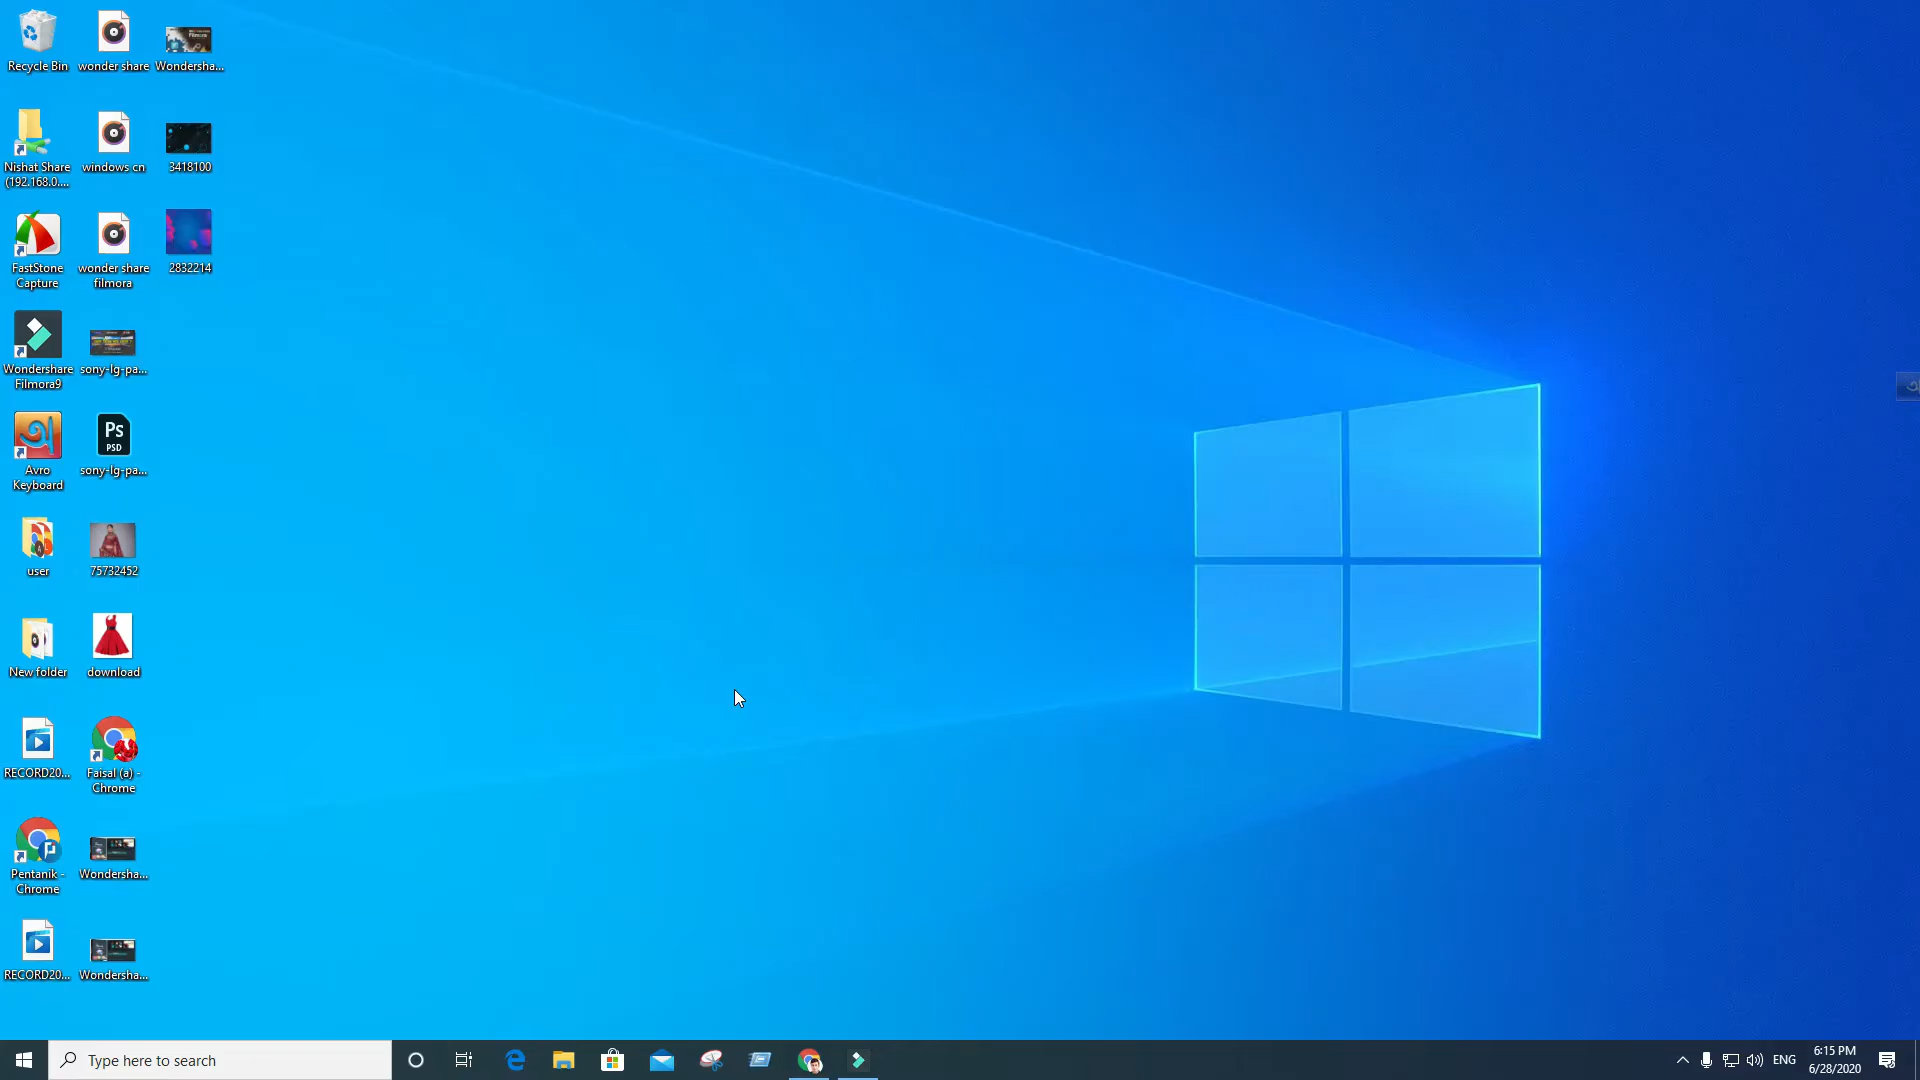 Recycle Bin
wonder share
Wondersha...
Nishat Share
(192.168.0....
windows cn
3418100
FastStone
Capture
wonder share
filmora
2832214
Wondershare
Filmora9
sony-lg-pa...
Avro
Keyboard
Ps
PSD
sony-lg-pa...
user
75732452
New folder
download
RECORD20...
Faisal (a) -
Chrome
Pentanik -
Chrome
Wondersha...
RECORD20...
Wondersha...
Type here to search
ENG
6:15 PM
6/28/2020